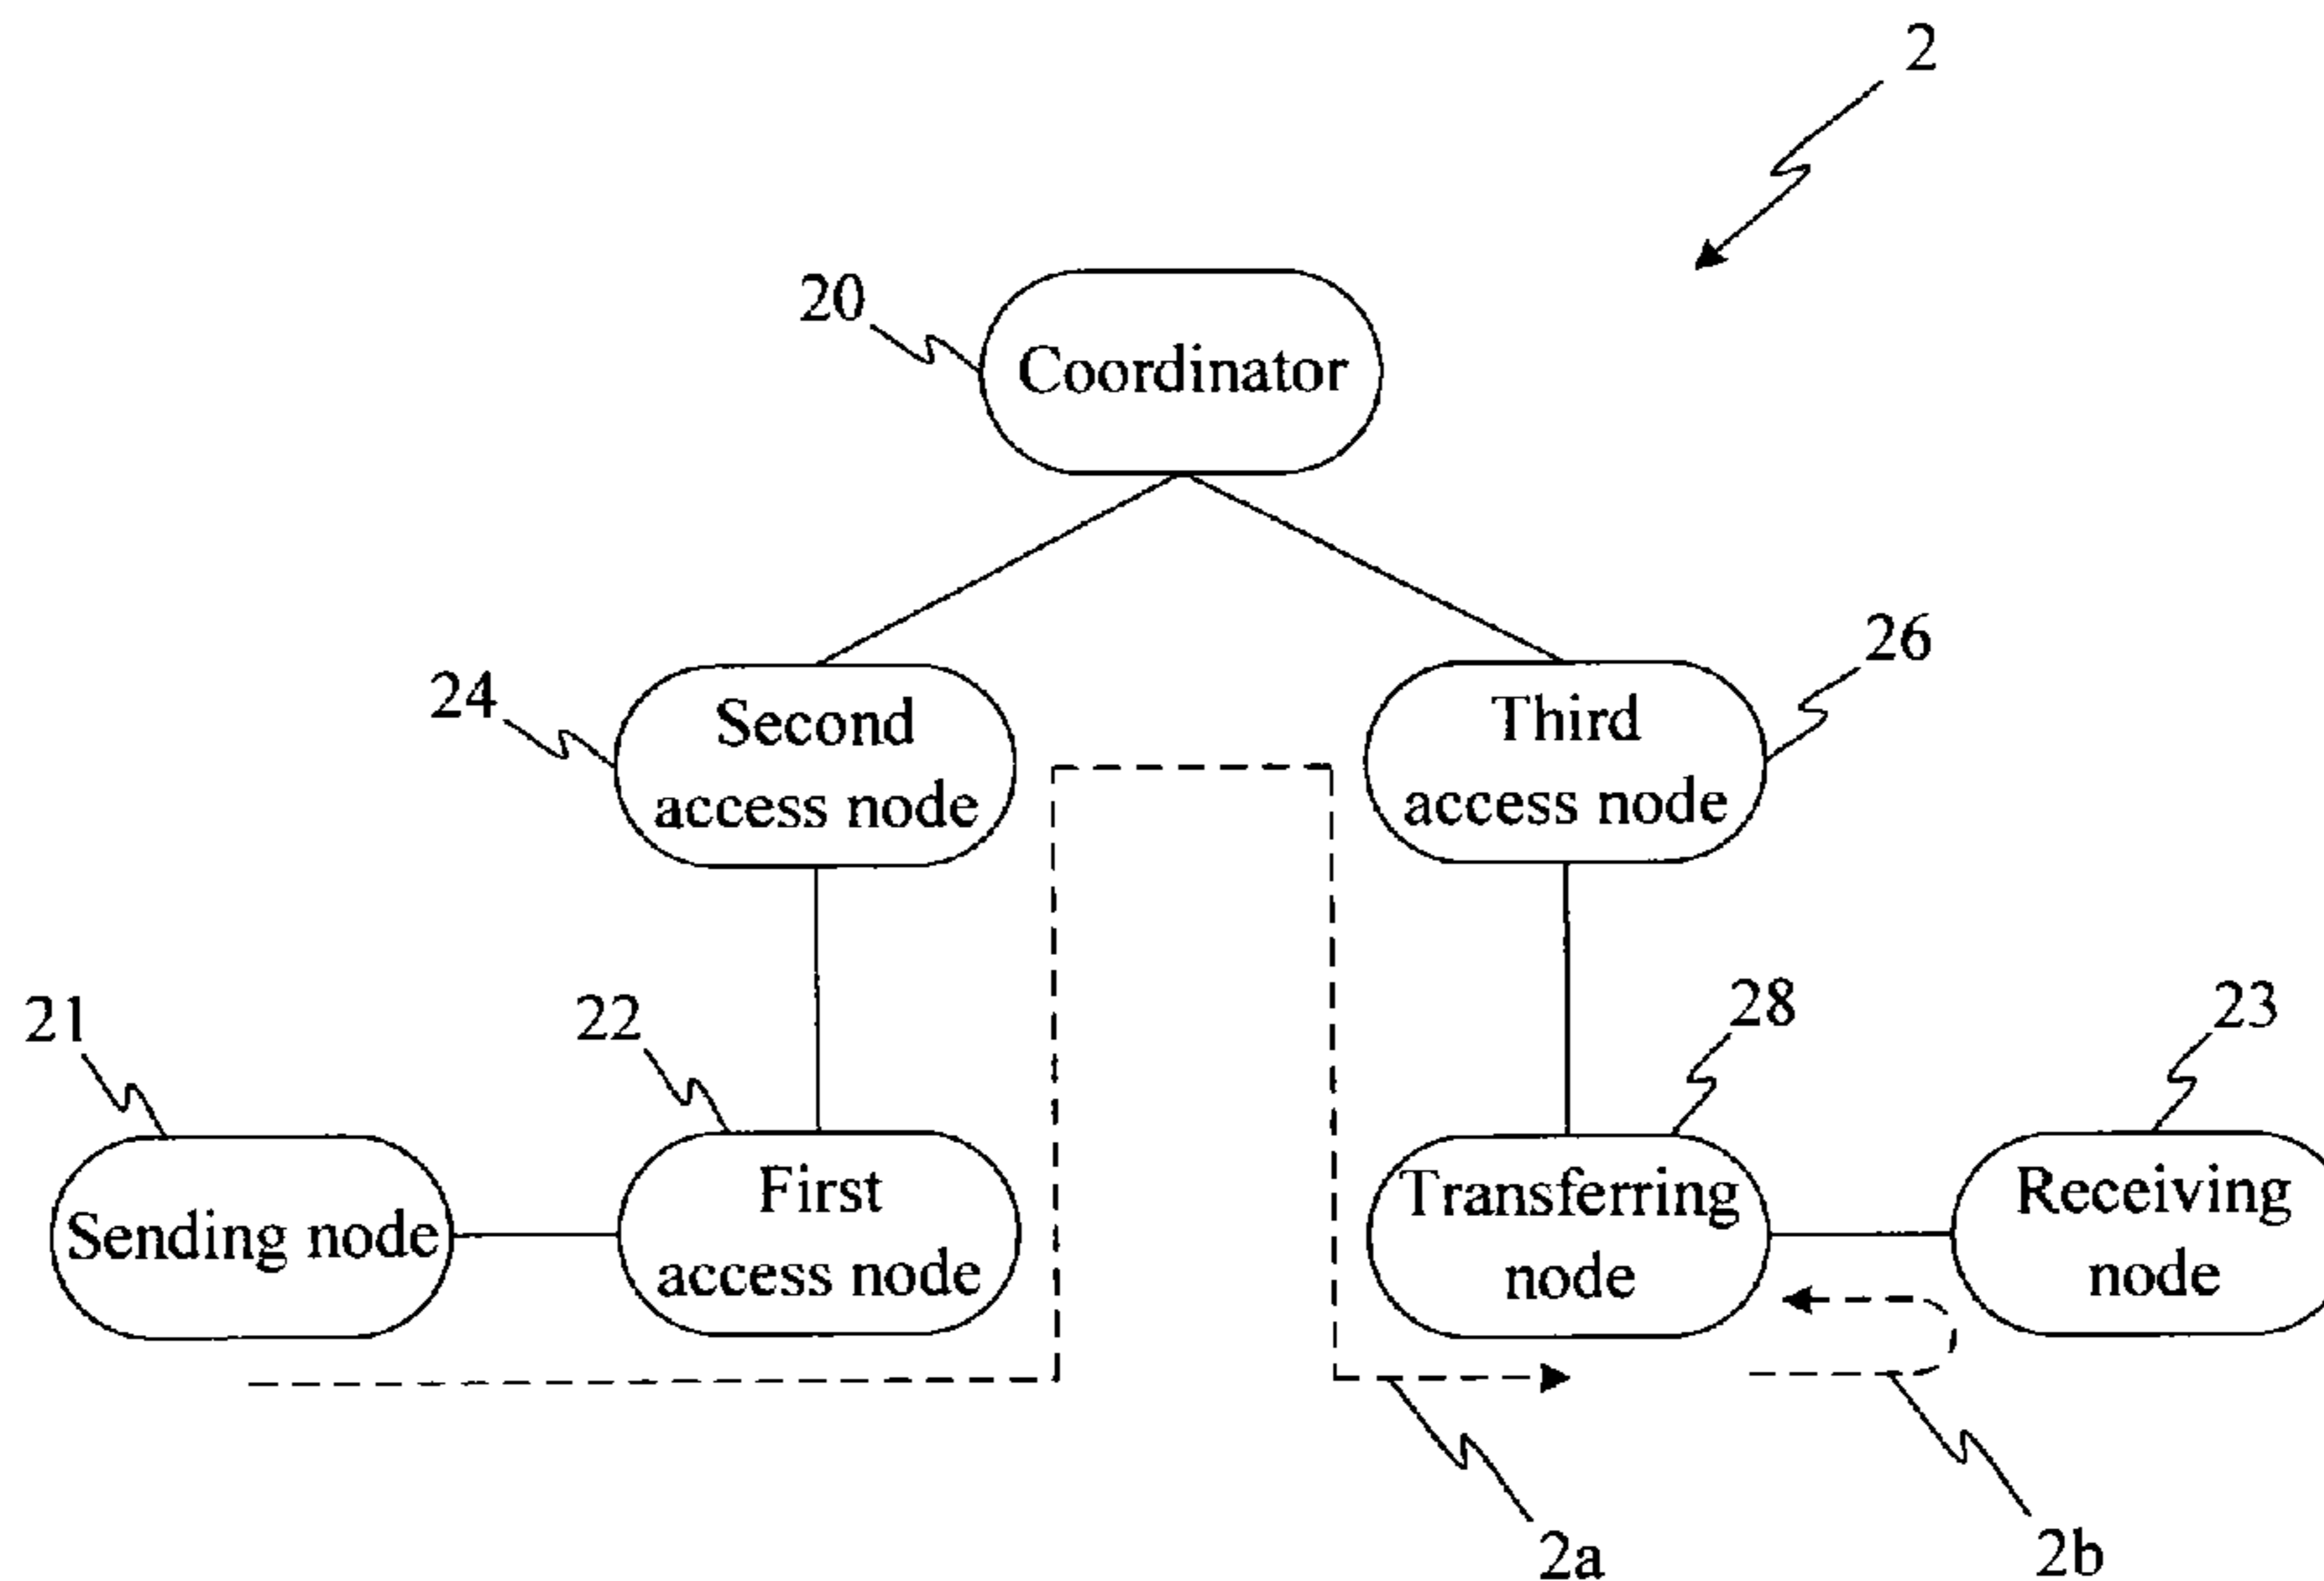 2
20
Coordinator
26
24
Second
access node
Third
access node
21
22
28
23
Sending node
First
access node
Transferring
node
Receiving
node
2a
2b